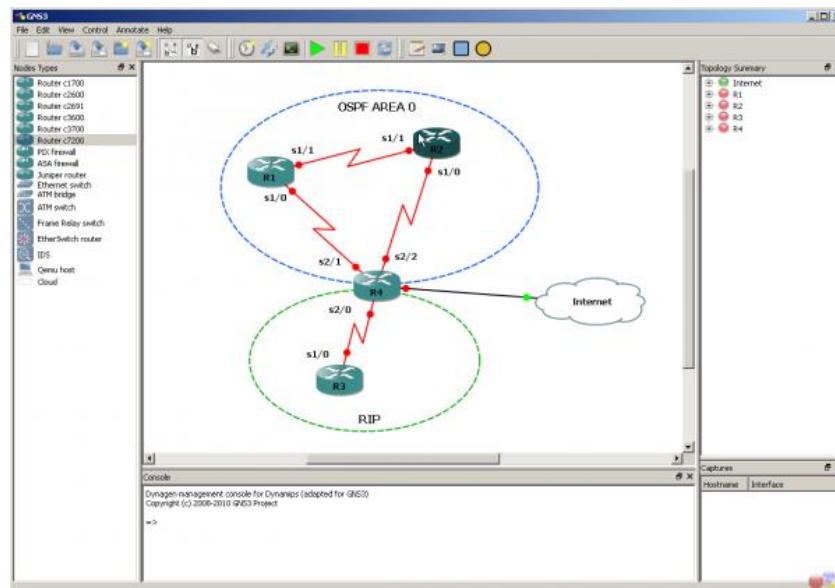 GNS3
File Edit View Control Annotate Help
Nodes Types
Router c1700
Router c2600
Router c2691
Router c3600
Router c3700
Router c7200
PIX firewall
ASA firewall
Juniper router
Ethernet switch
ATM bridge
ATM switch
Frame Relay switch
EtherSwitch router
IDS
Qemu host
Cloud
OSPF AREA 0
s1/1
R2
s1/1
R1
s1/0
s1/0
s2/1
s2/2
R4
s2/0
Internet
s1/0
R3
RIP
Topology Summary
Internet
R1
R2
R3
R4
Console
Dynagen management console for Dynamips (adapted for GNS3)
Copyright (c) 2008-2010 GNS3 Project
=>
Captures
Hostname Interface